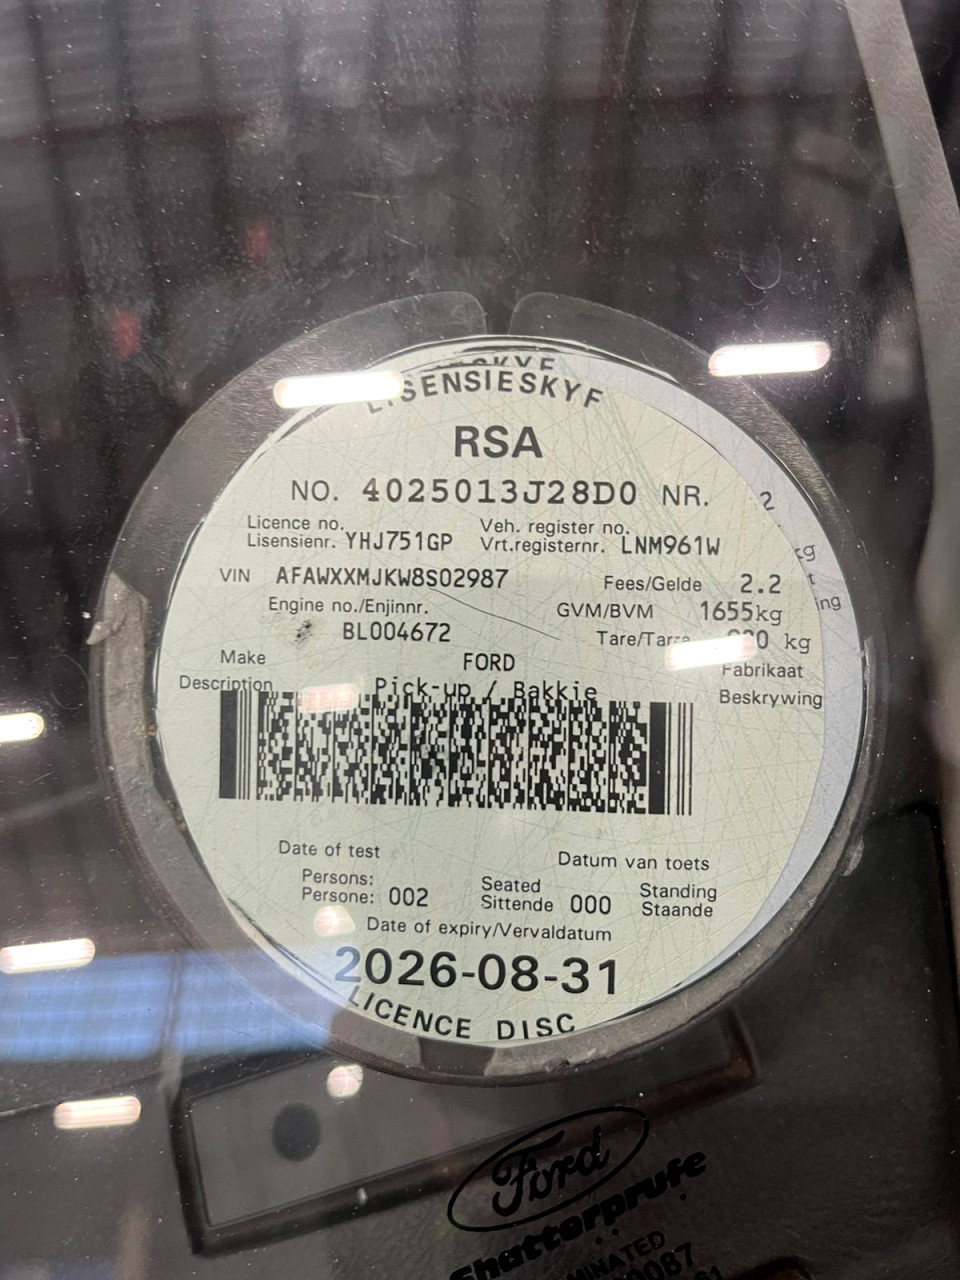 LISENSIESKYF
RSA
NO. 4025013J28D0 NR.
Licence no. Veh. register no.
Lisensienr. YHJ751GP Vrt.registernr. LNM961W
VIN AFAWXXMJKW8S02987 Fees/Gelde 2.2
Engine no./Enjinnr. GVM/BVM 1655kg
BL004672 Tare/Tarra kg
Make FORD Fabrikaat
Description Pick-up / Bakkie Beskrywing
Date of test Datum van toets
Persons: Seated Standing
Persone: 002 Sittende 000 Staande
Date of expiry/Vervaldatum
2026-08-31
LICENCE DISC
Ford
Shatterprufe